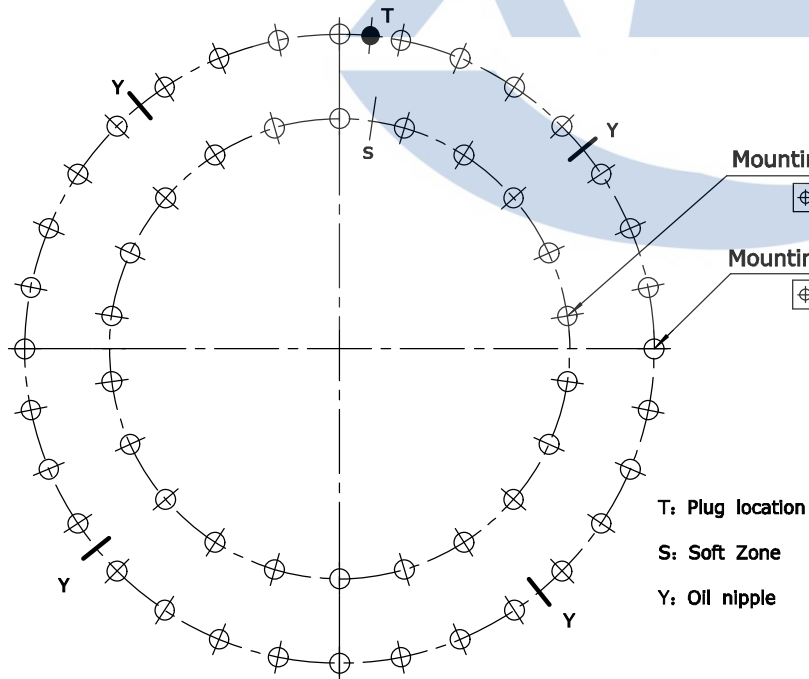 T
Y
Y
S
Mountin
Mountin
T: Plug location
S: Soft Zone
Y: Oil nipple
Y
Y